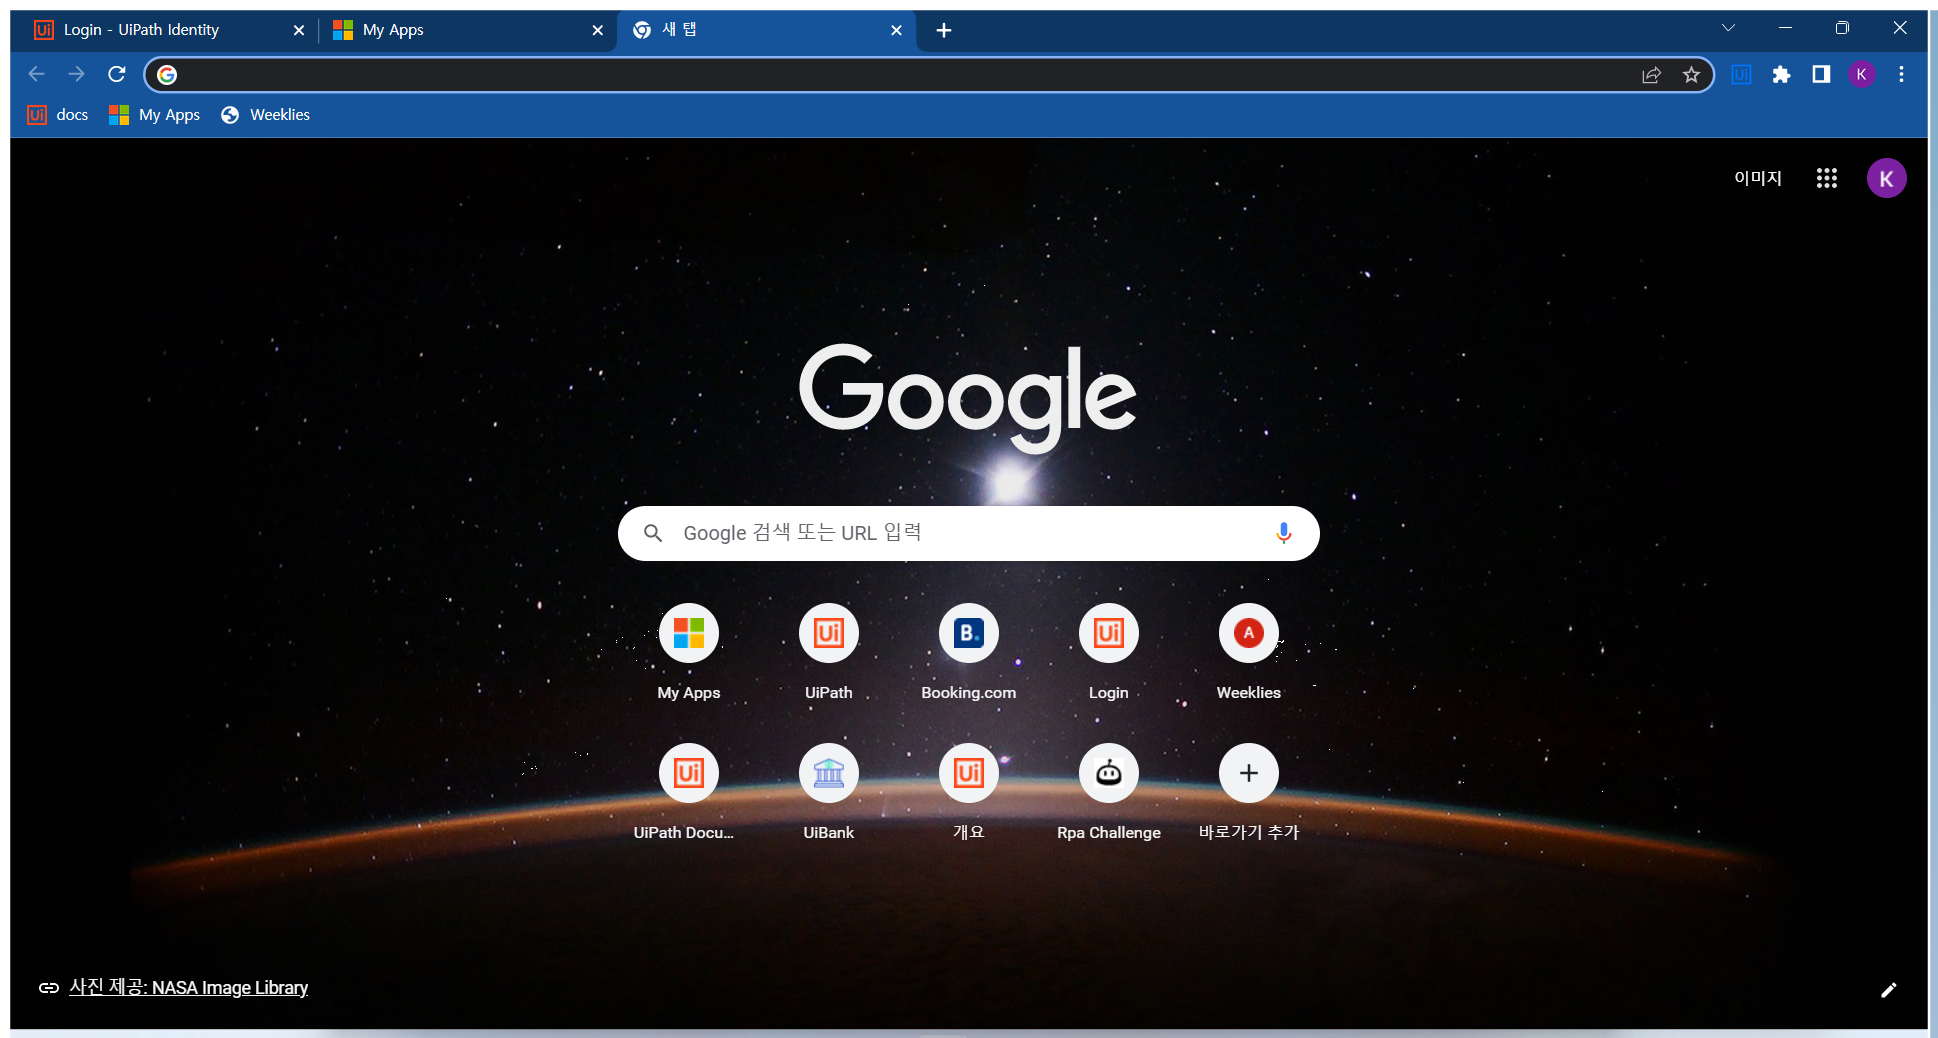 Login - UiPath Identity
My Apps
새 탭
K
docs
My Apps
Weeklies
이미지
K
Google
Google 검색 또는 URL 입력
My Apps
UiPath
Booking.com
Login
Weeklies
UiPath Docu...
UiBank
개요
Rpa Challenge
바로가기 추가
사진 제공: NASA Image Library